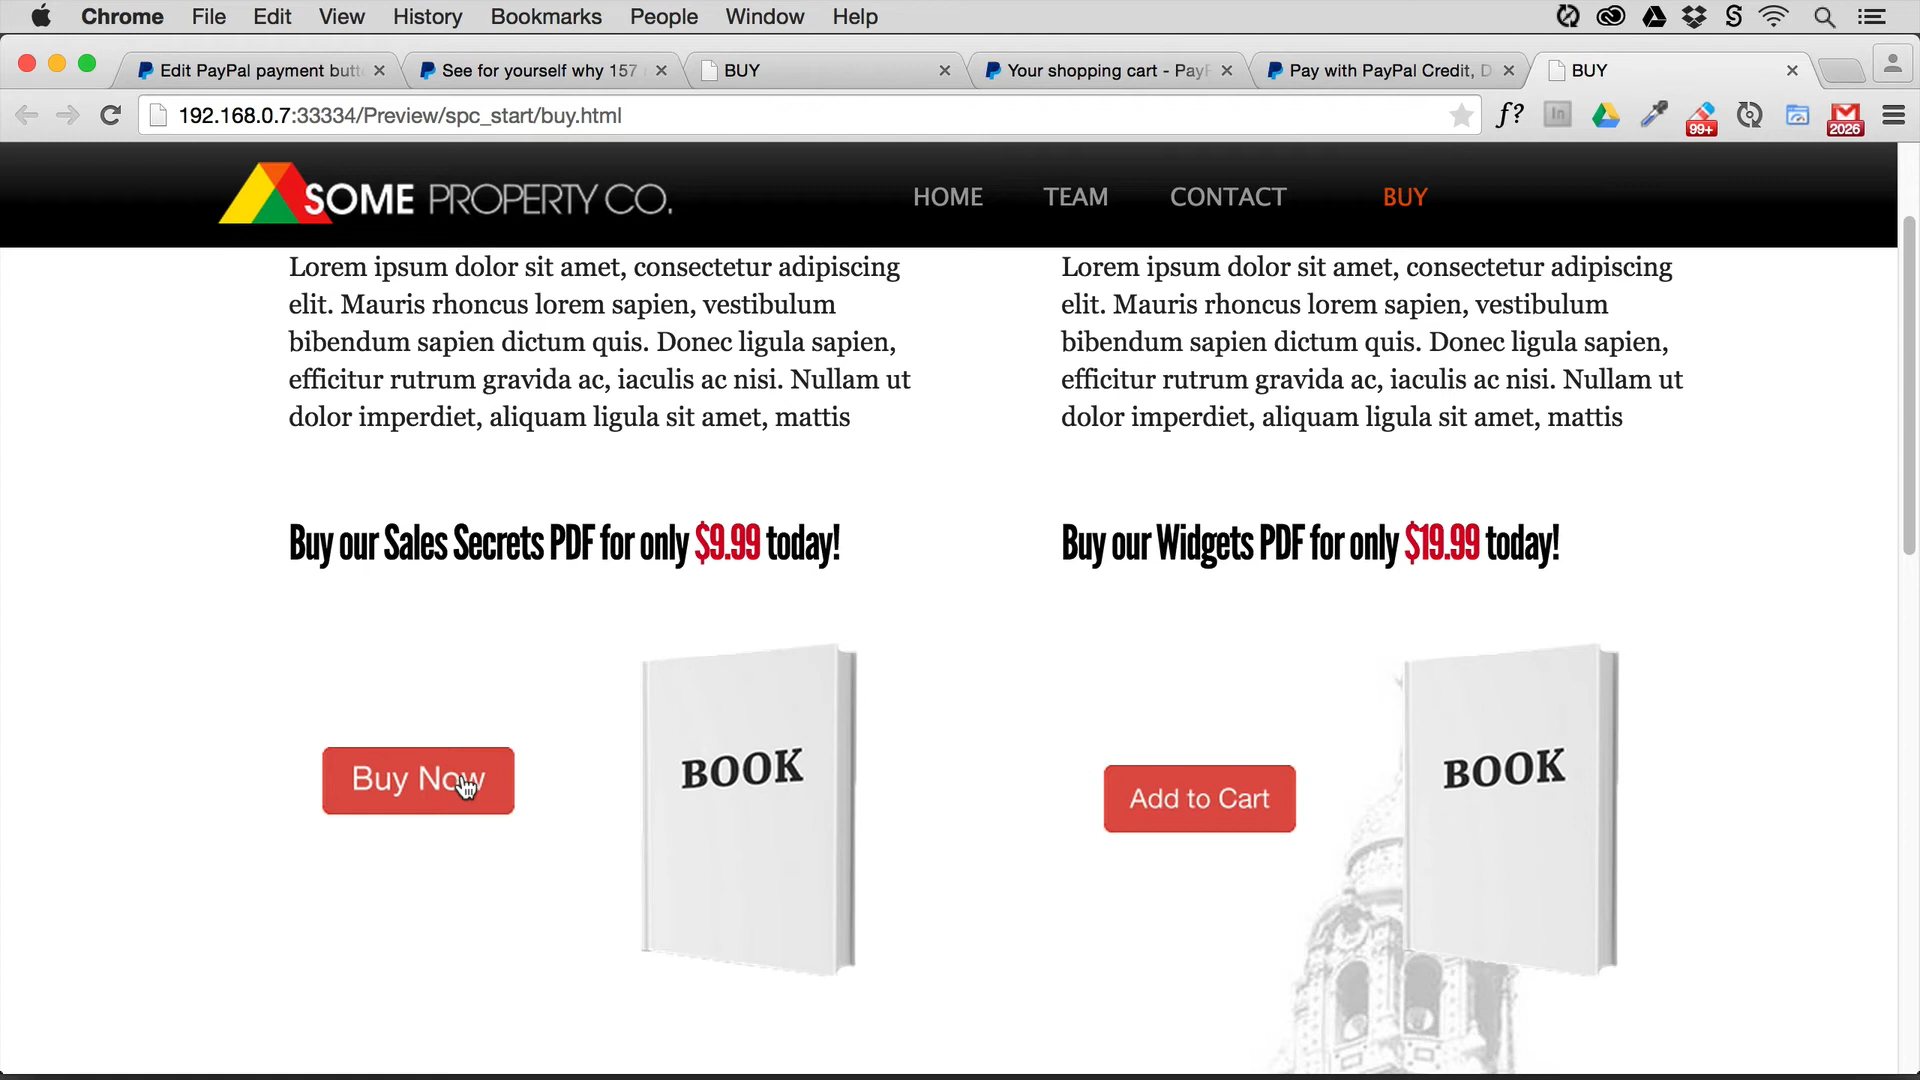 Chrome File Edit View History Bookmarks People Window Help
Edit PayPal payment butt
See for yourself why 157
BUY
Your shopping cart - PayP
Pay with PayPal Credit, D
BUY
192.168.0.7:33334/Preview/spc_start/buy.html
f?
In
99+
2026
SOME PROPERTY CO.
HOME TEAM CONTACT BUY
Lorem ipsum dolor sit amet, consectetur adipiscing
elit. Mauris rhoncus lorem sapien, vestibulum
bibendum sapien dictum quis. Donec ligula sapien,
efficitur rutrum gravida ac, iaculis ac nisi. Nullam ut
dolor imperdiet, aliquam ligula sit amet, mattis
Lorem ipsum dolor sit amet, consectetur adipiscing
elit. Mauris rhoncus lorem sapien, vestibulum
bibendum sapien dictum quis. Donec ligula sapien,
efficitur rutrum gravida ac, iaculis ac nisi. Nullam ut
dolor imperdiet, aliquam ligula sit amet, mattis
Buy our Sales Secrets PDF for only $9.99 today!
Buy our Widgets PDF for only $19.99 today!
Buy Now
BOOK
Add to Cart
BOOK